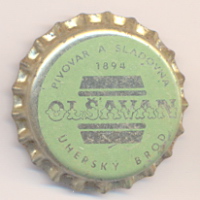 PIVOVAR A SLADOVNA
1894
OLŠAVAN
UHERSKÝ BROD